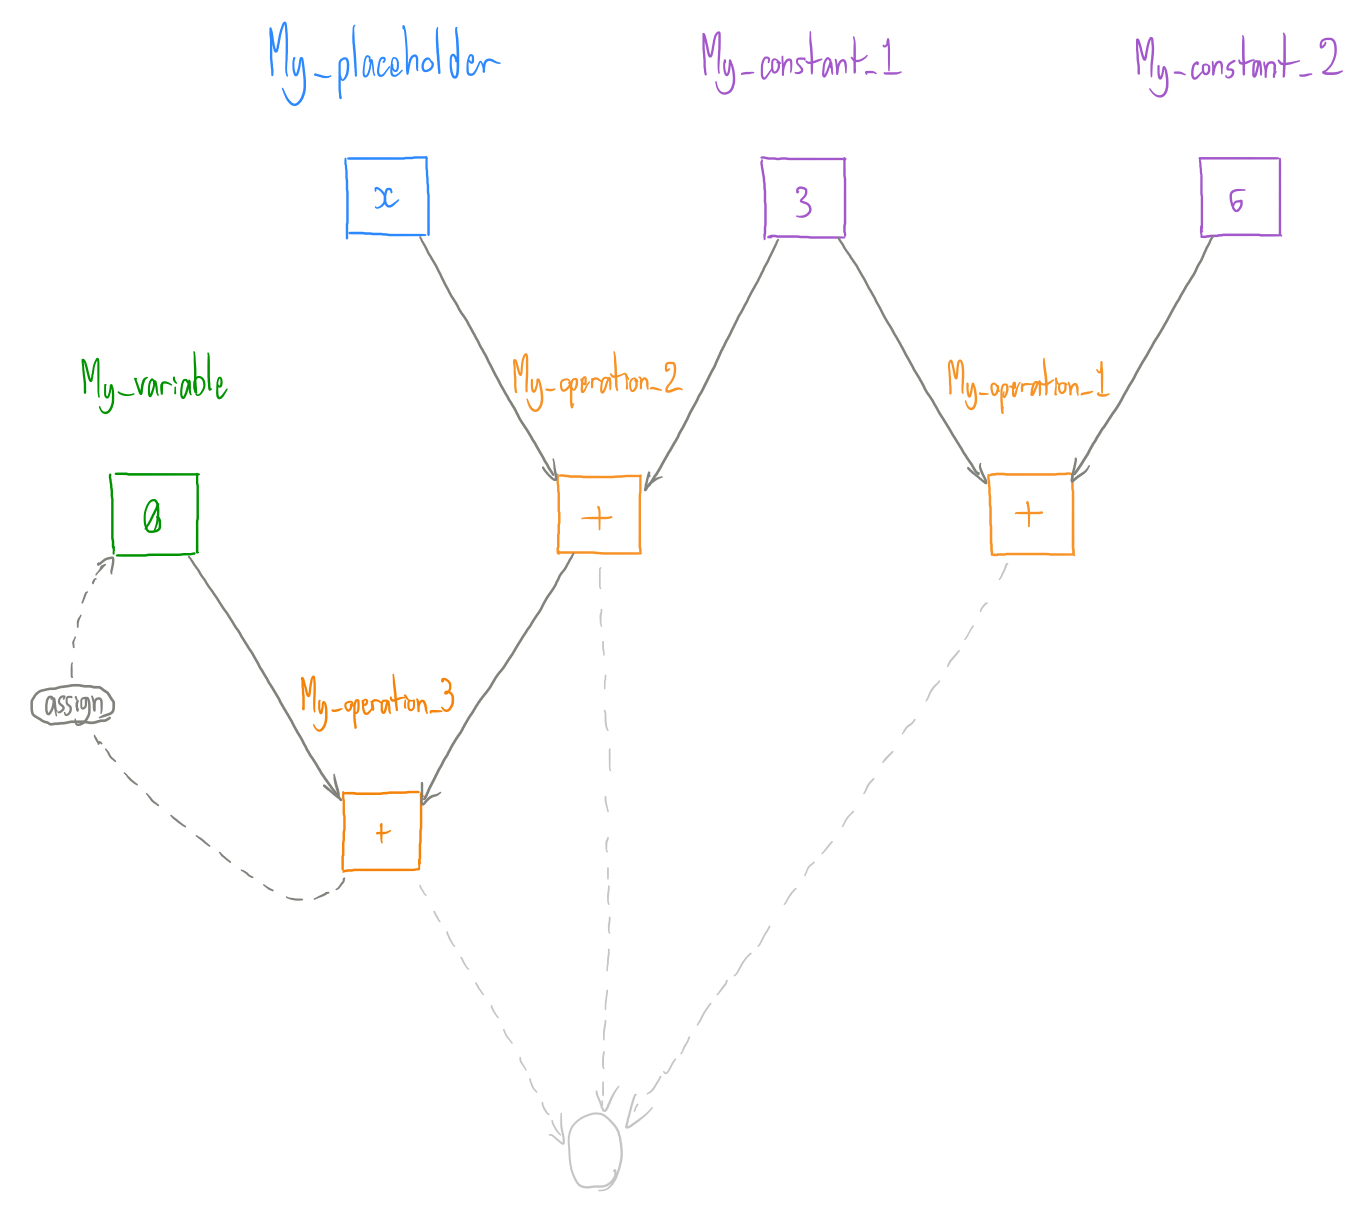 My_placeholder
My_constant_1
My_constant_2
x
3
6
My_variable
My_operation_2
My_operation_1
0
+
+
assign
My_operation_3
+